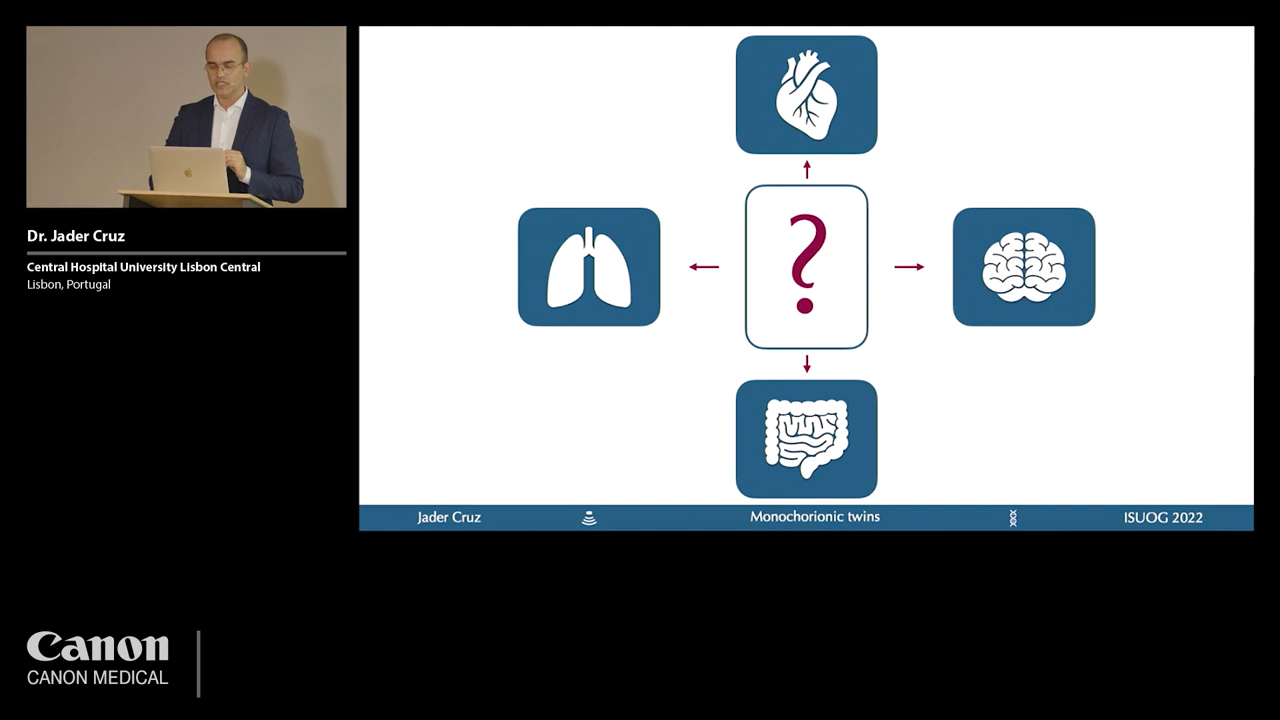 Dr. Jader Cruz
Central Hospital University Lisbon Central
Lisbon, Portugal
?
Jader Cruz
Monochorionic twins
ISUOG 2022
Canon
CANON MEDICAL